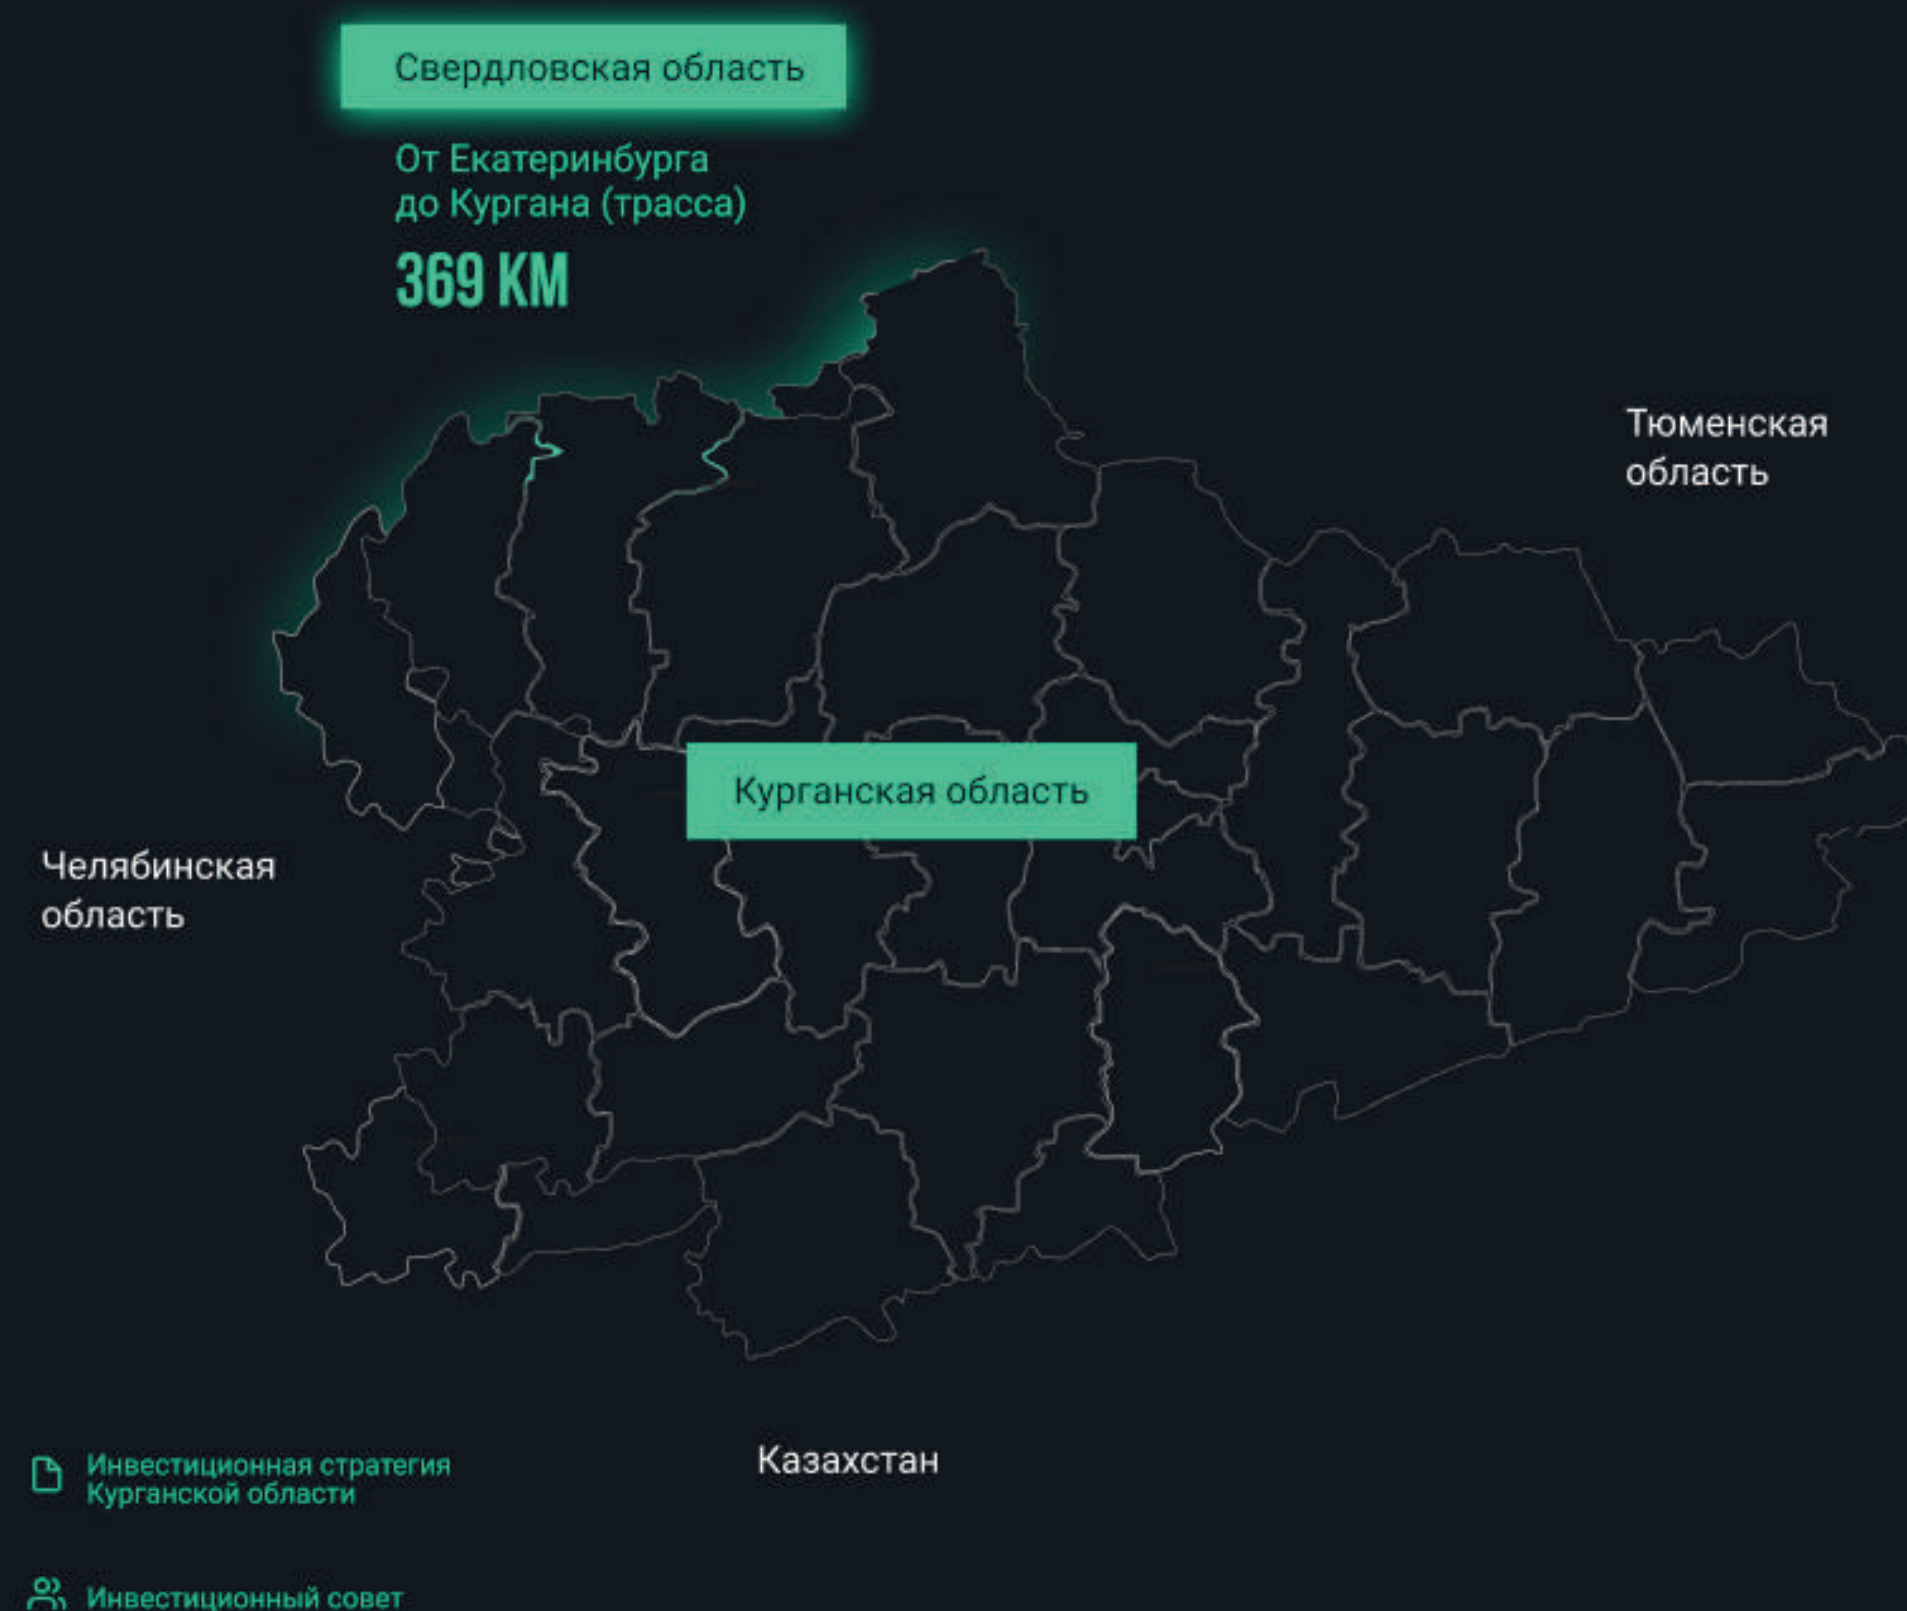 Свердловская область
От Екатеринбурга
до Кургана (трасса)
369 КМ
Тюменская
область
Курганская область
Челябинская
область
Казахстан
Инвестиционная стратегия
Курганской области
Инвестиционный совет